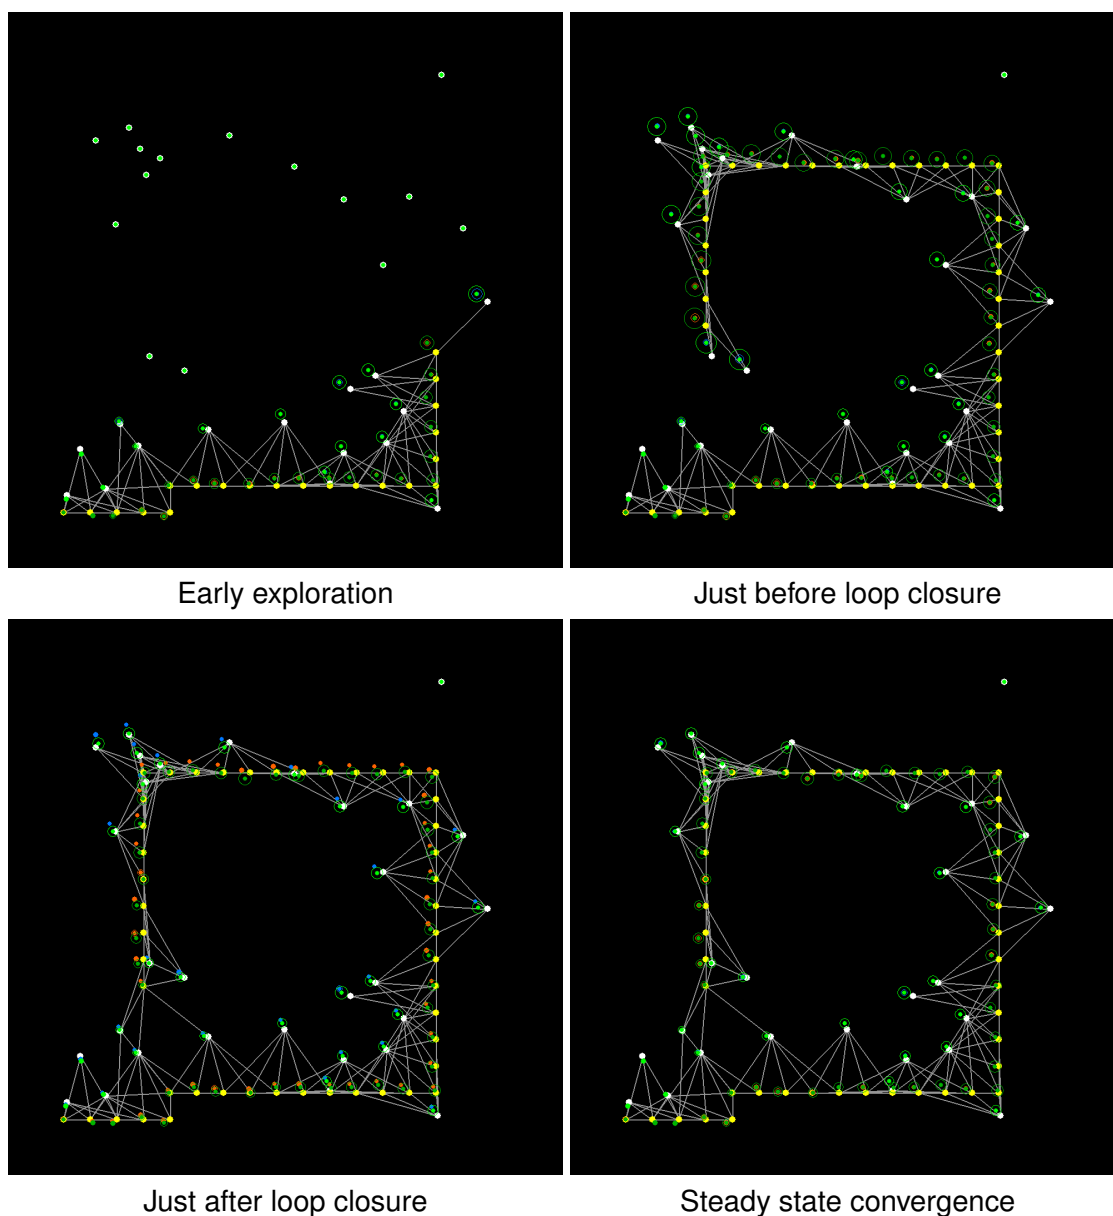 Early exploration
Just before loop closure
Just after loop closure
Steady state convergence